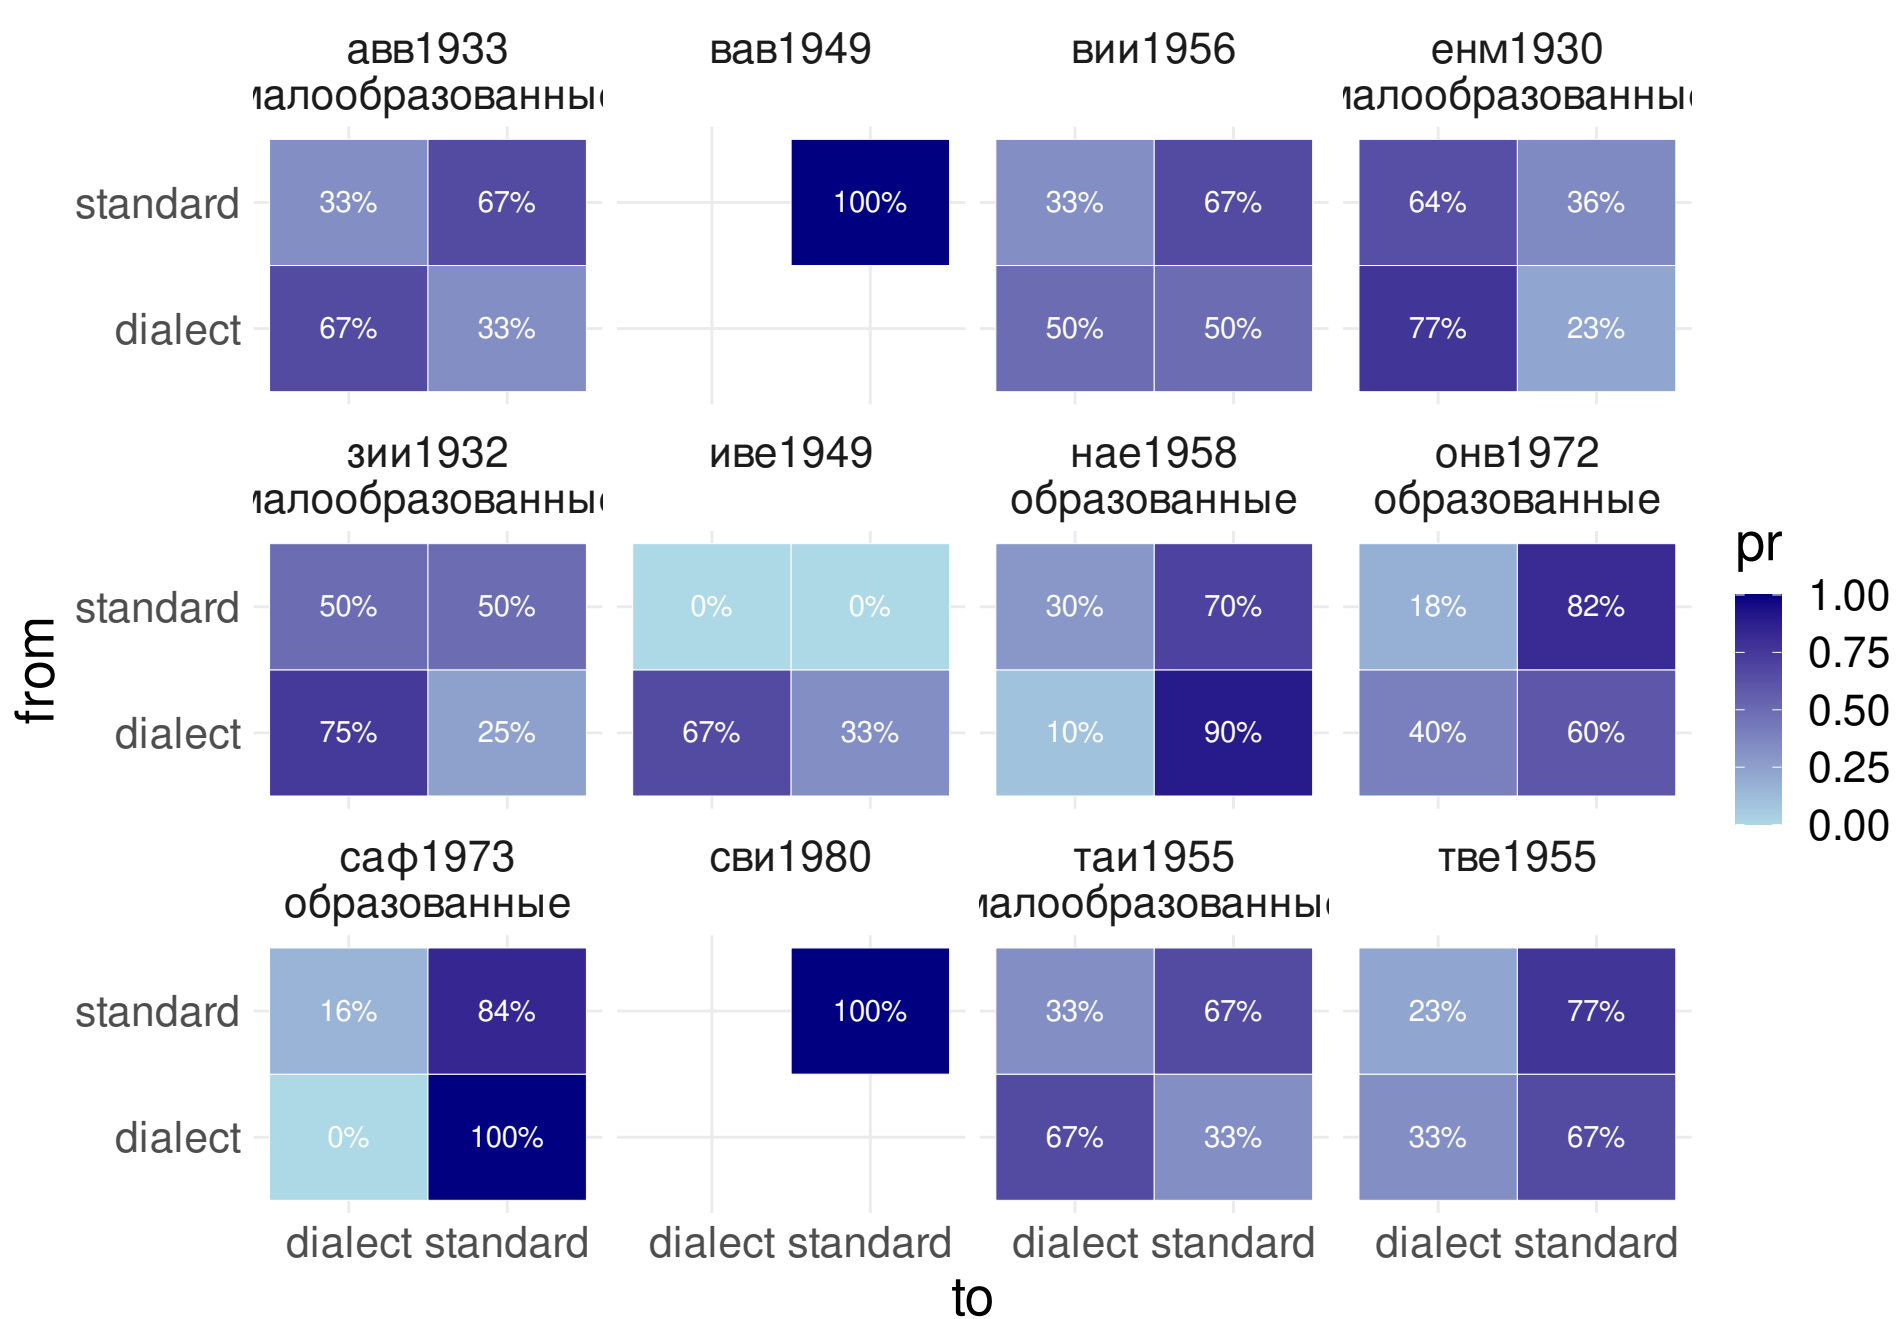 авв1933 вав1949 вии1956 енм1930
малообразованные малообразованные
standard 33% 67% 100% 33% 67% 64% 36%
dialect 67% 33% 50% 50% 77% 23%
зии1932 иве1949 нае1958 онв1972
малообразованные образованные образованные
standard 50% 50% 0% 0% 30% 70% 18% 82%
dialect 75% 25% 67% 33% 10% 90% 40% 60%
саф1973 сви1980 таи1955 тве1955
образованные малообразованные
standard 16% 84% 100% 33% 67% 23% 77%
dialect 0% 100% 67% 33% 33% 67%
dialect standard dialect standard dialect standard dialect standard
to
from
pr
1.00
0.75
0.50
0.25
0.00